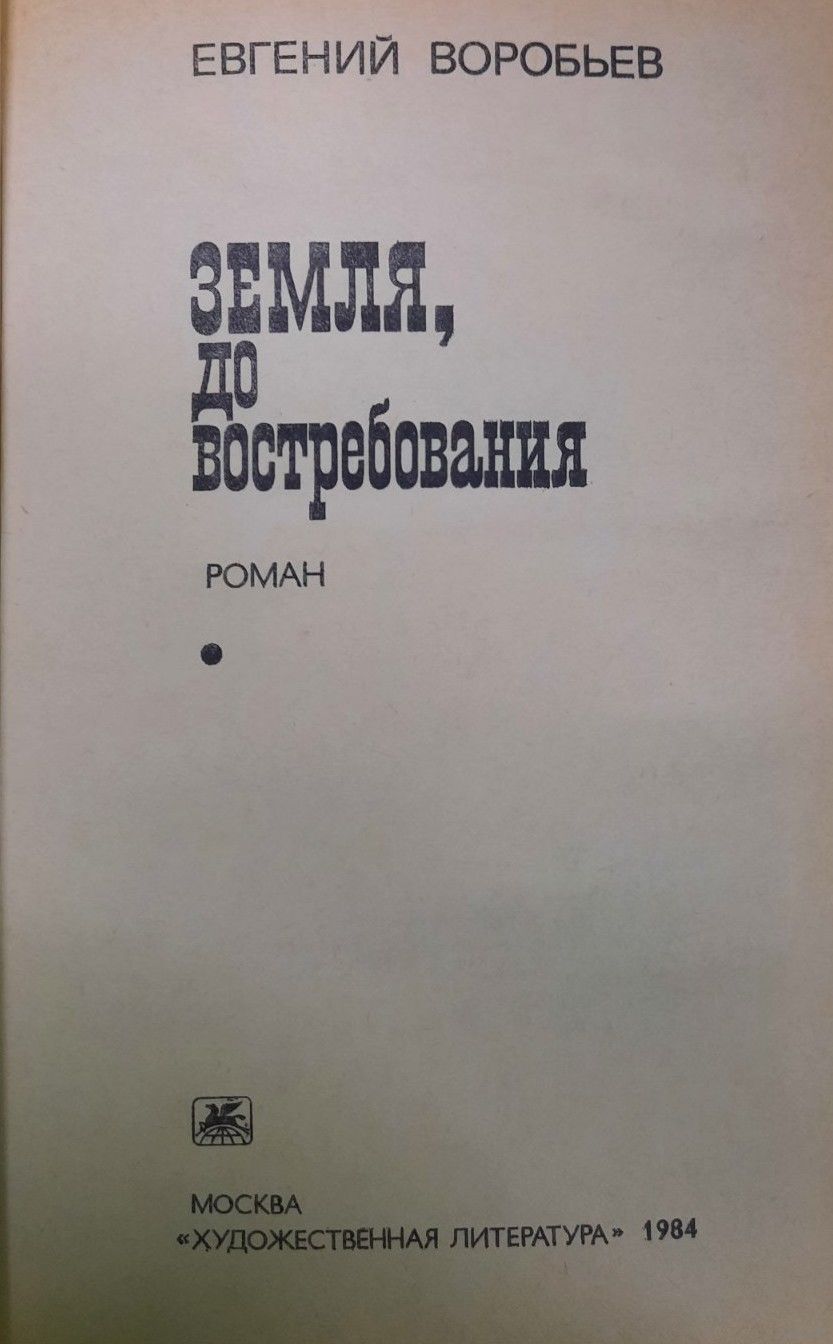 ЕВГЕНИЙ ВОРОБЬЕВ
ЗЕМЛЯ,
до
востребования
РОМАН
МОСКВА
«ХУДОЖЕСТВЕННАЯ ЛИТЕРАТУРА» 1984